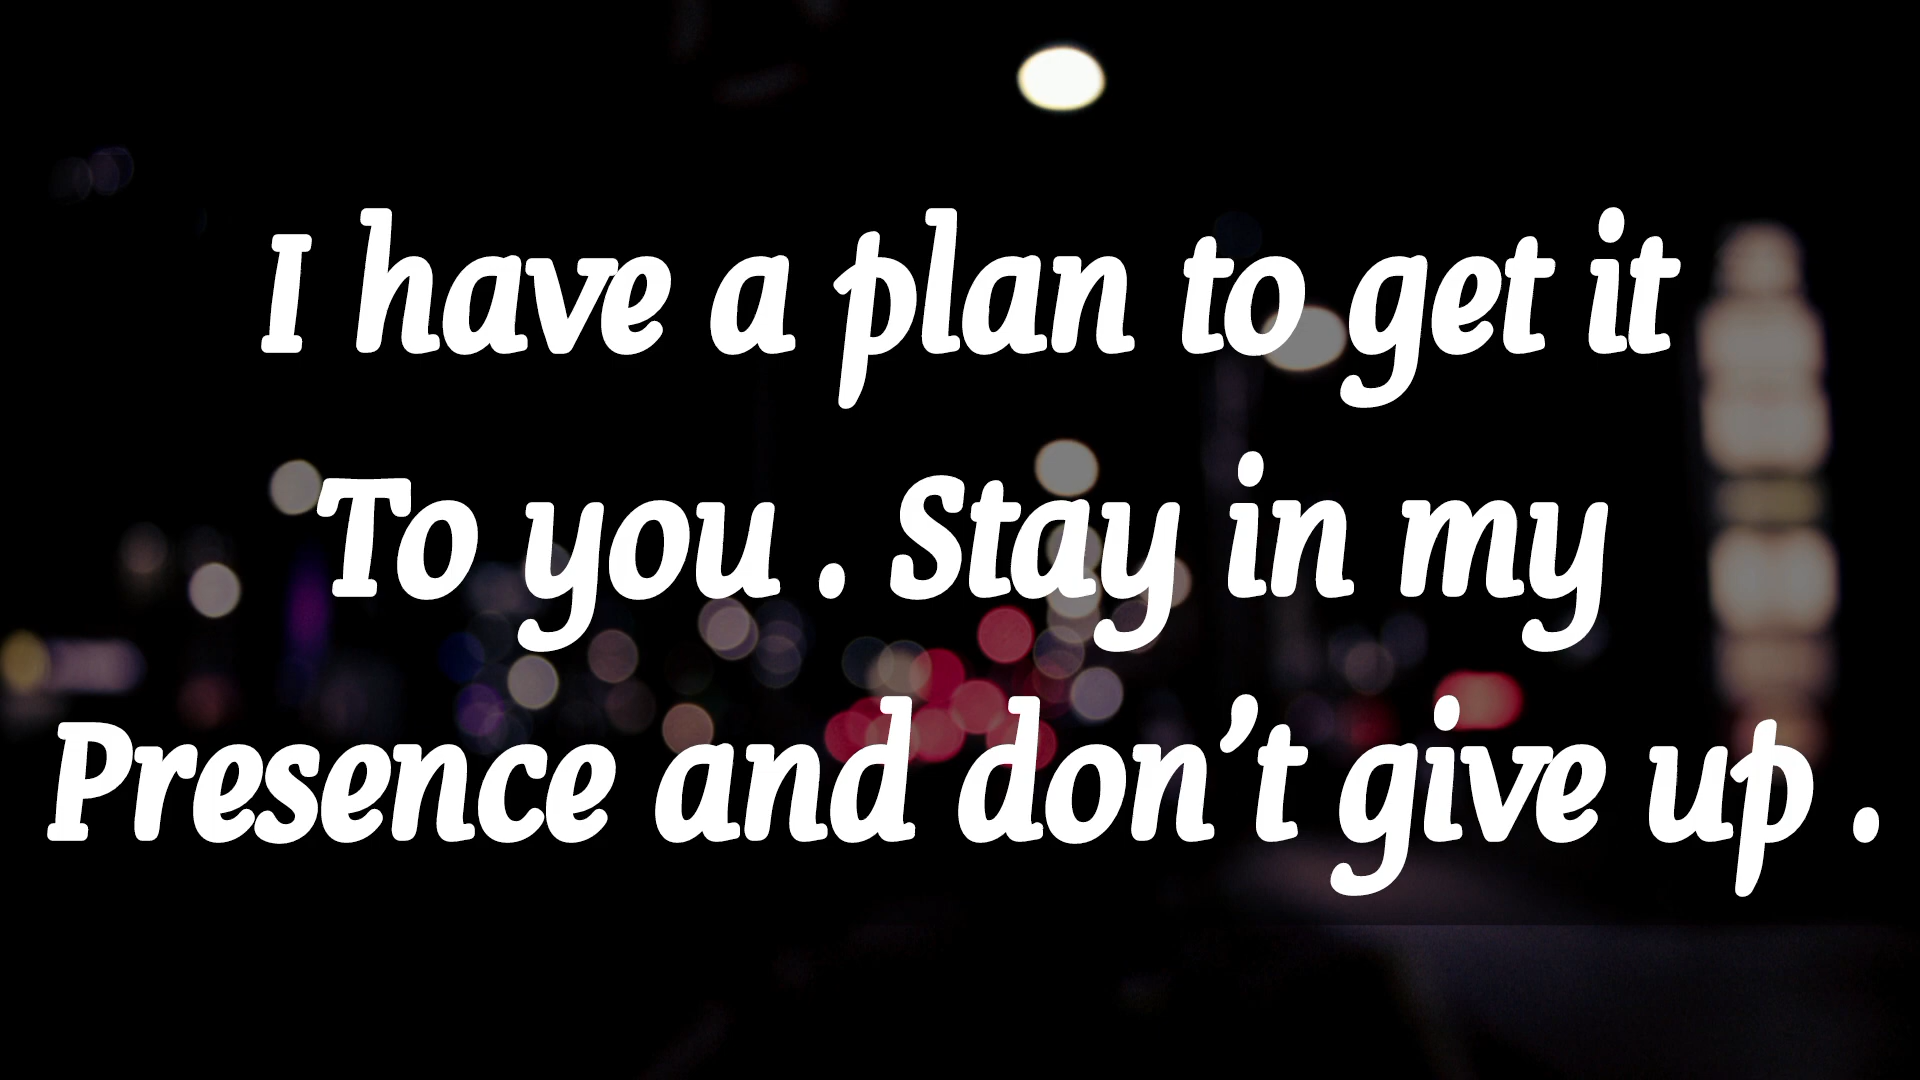 I have a plan to get it
To you . Stay in my
Presence and don’t give up .